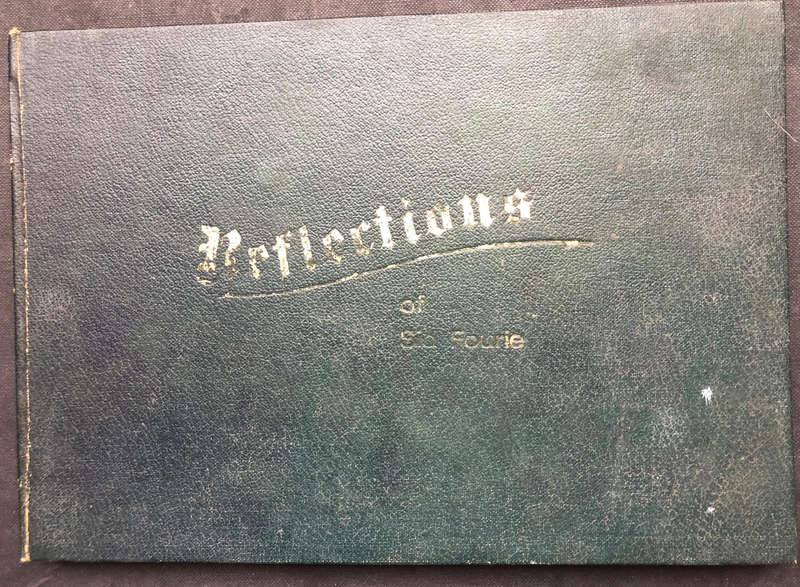 Reflections
of
Sid Fourie